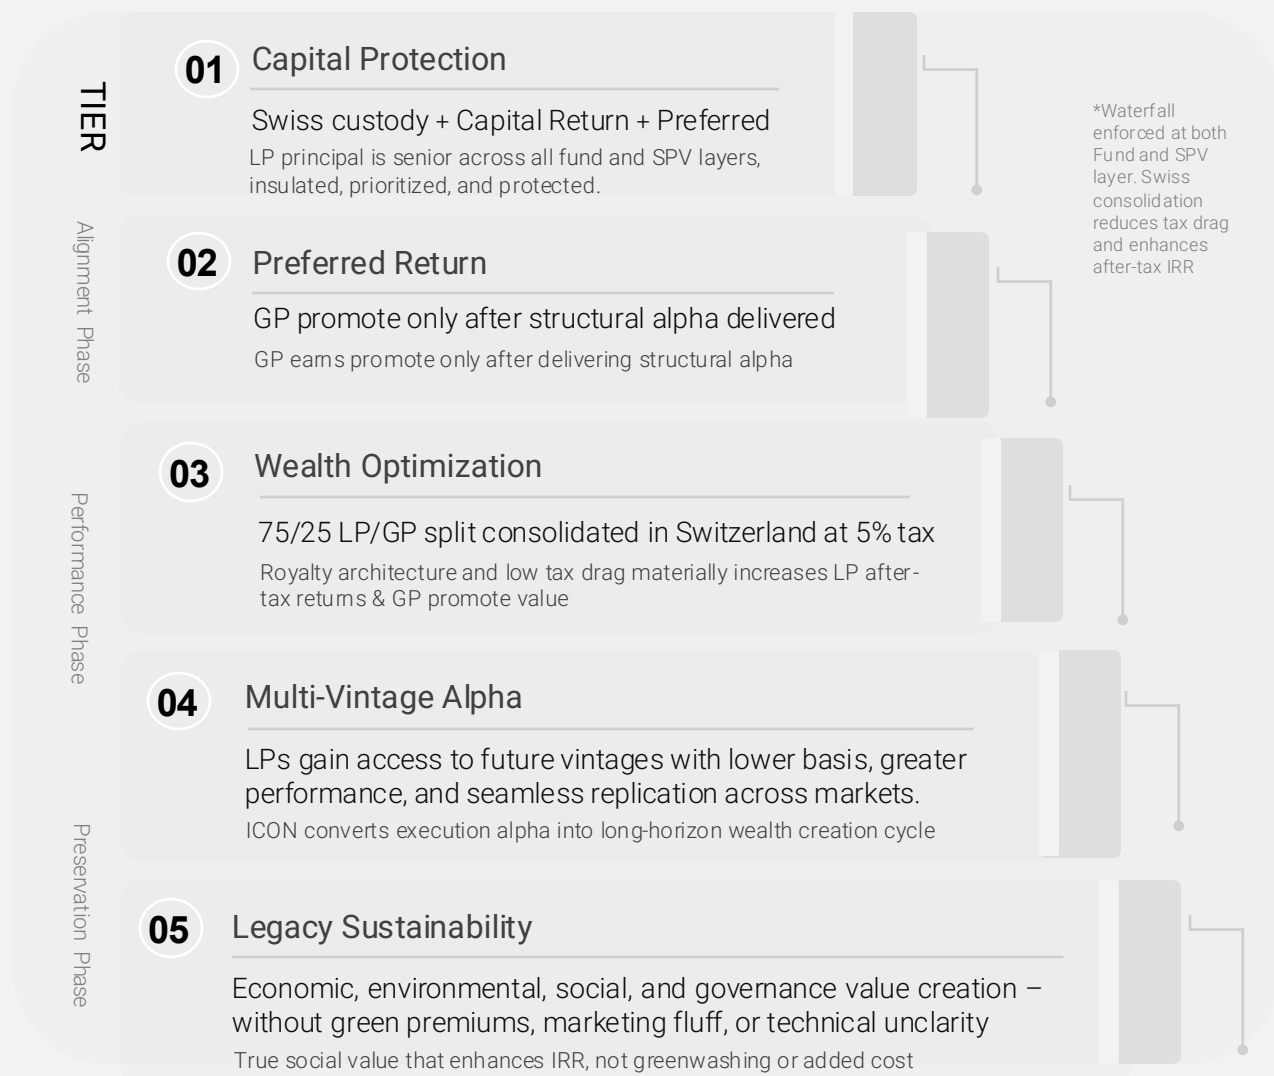 TIER
01
Capital Protection
Swiss custody + Capital Return + Preferred
LP principal is senior across all fund and SPV layers,
insulated, prioritized, and protected.
*Waterfall
enforced at both
Fund and SPV
layer. Swiss
consolidation
reduces tax drag
and enhances
after-tax IRR
Alignment Phase
02
Preferred Return
GP promote only after structural alpha delivered
GP earns promote only after delivering structural alpha
Performance Phase
03
Wealth Optimization
75/25 LP/GP split consolidated in Switzerland at 5% tax
Royalty architecture and low tax drag materially increases LP after-
tax returns & GP promote value
04
Multi-Vintage Alpha
LPs gain access to future vintages with lower basis, greater
performance, and seamless replication across markets.
ICON converts execution alpha into long-horizon wealth creation cycle
Preservation Phase
05
Legacy Sustainability
Economic, environmental, social, and governance value creation –
without green premiums, marketing fluff, or technical unclarity
True social value that enhances IRR, not greenwashing or added cost